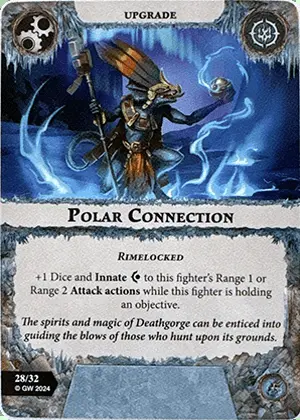 UPGRADE
POLAR CONNECTION
RIMELOCKED
+1 Dice and Innate to this fighter's Range 1 or
Range 2 Attack actions while this fighter is holding
an objective.
The spirits and magic of Deathgorge can be enticed into
guiding the blows of those who hunt upon its grounds.
28/32
© GW 2024